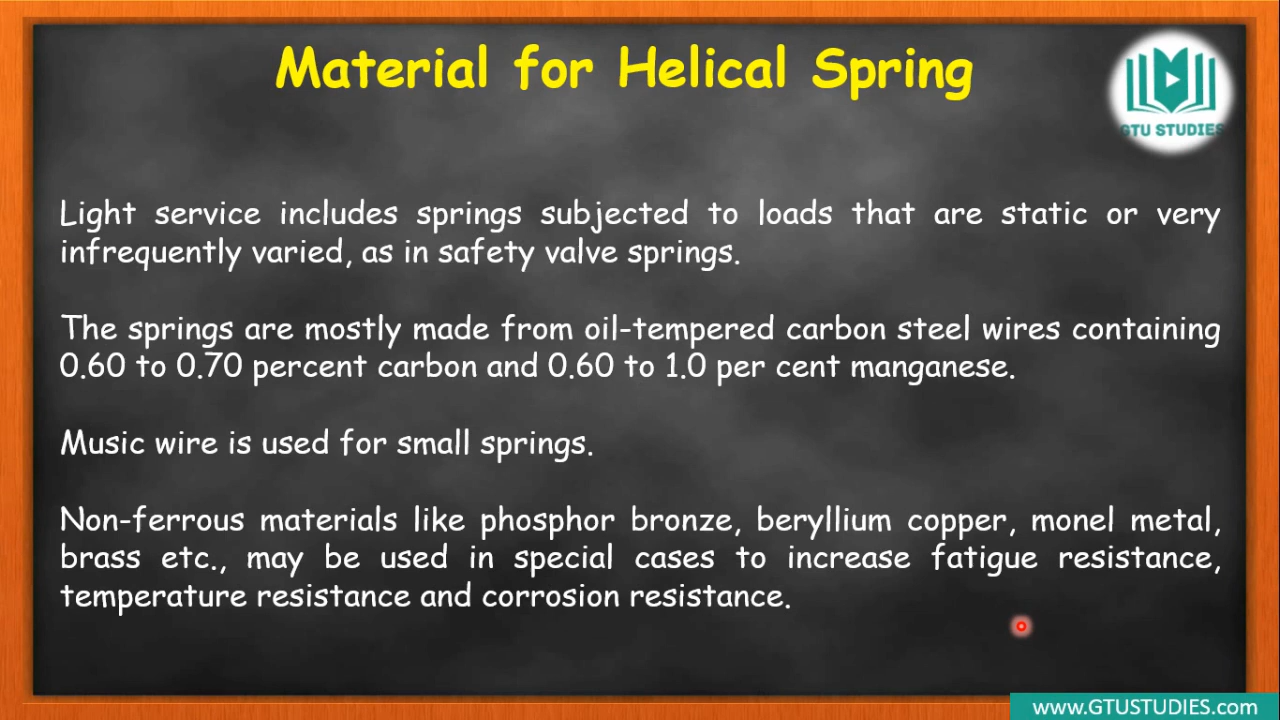 Material for Helical Spring
GTU STUDIES
Light service includes springs subjected to loads that are static or very
infrequently varied, as in safety valve springs.
The springs are mostly made from oil-tempered carbon steel wires containing
0.60 to 0.70 percent carbon and 0.60 to 1.0 per cent manganese.
Music wire is used for small springs.
Non-ferrous materials like phosphor bronze, beryllium copper, monel metal,
brass etc., may be used in special cases to increase fatigue resistance,
temperature resistance and corrosion resistance.
www.GTUSTUDIES.com